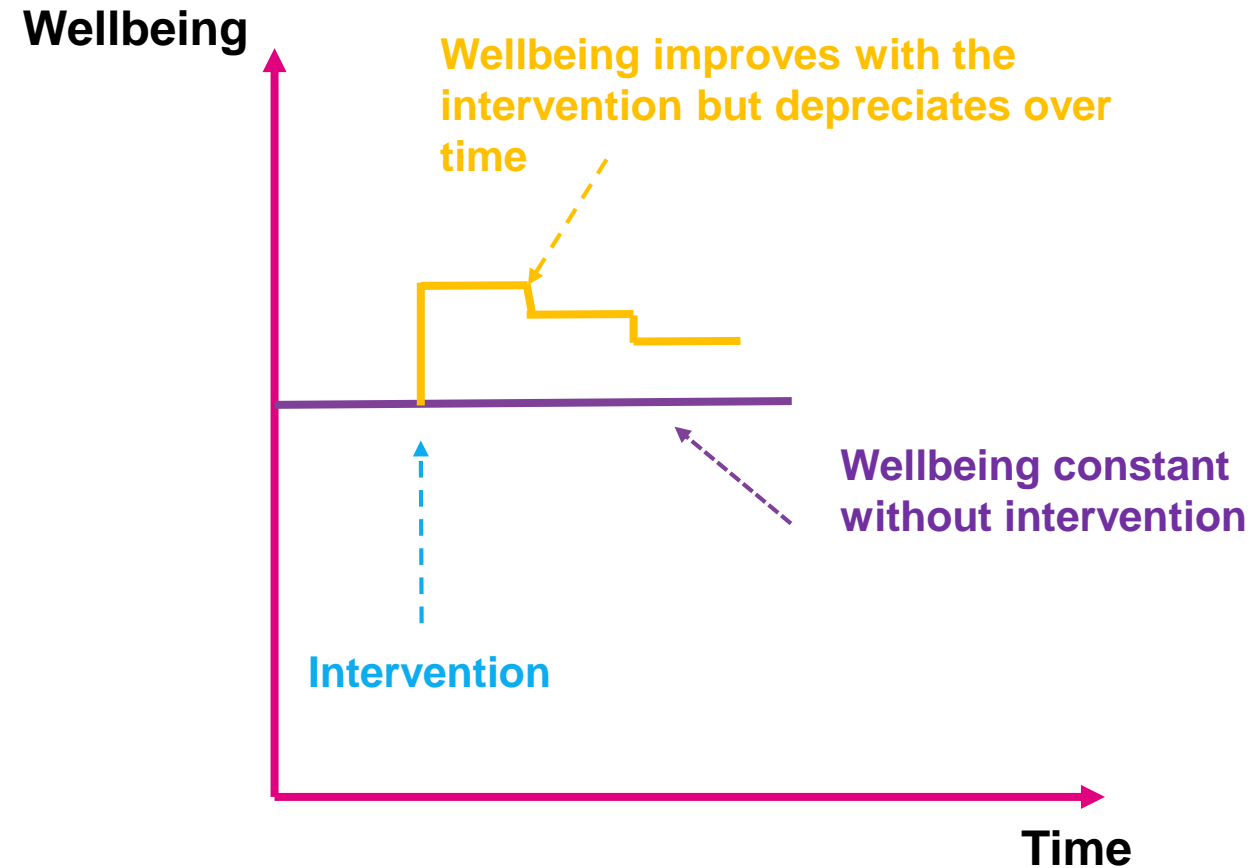 Wellbeing
Wellbeing improves with the
intervention but depreciates over
time
Wellbeing constant
without intervention
Intervention
Time